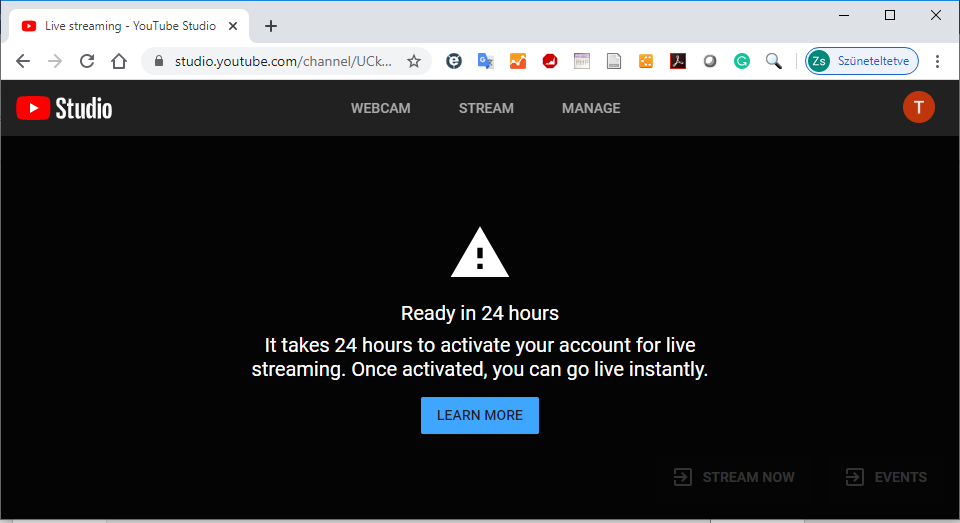 Live streaming - YouTube Studio
studio.youtube.com/channel/UCk...
Zs Szüneteltetve
Studio
WEBCAM STREAM MANAGE
T
Ready in 24 hours
It takes 24 hours to activate your account for live
streaming. Once activated, you can go live instantly.
LEARN MORE
STREAM NOW EVENTS